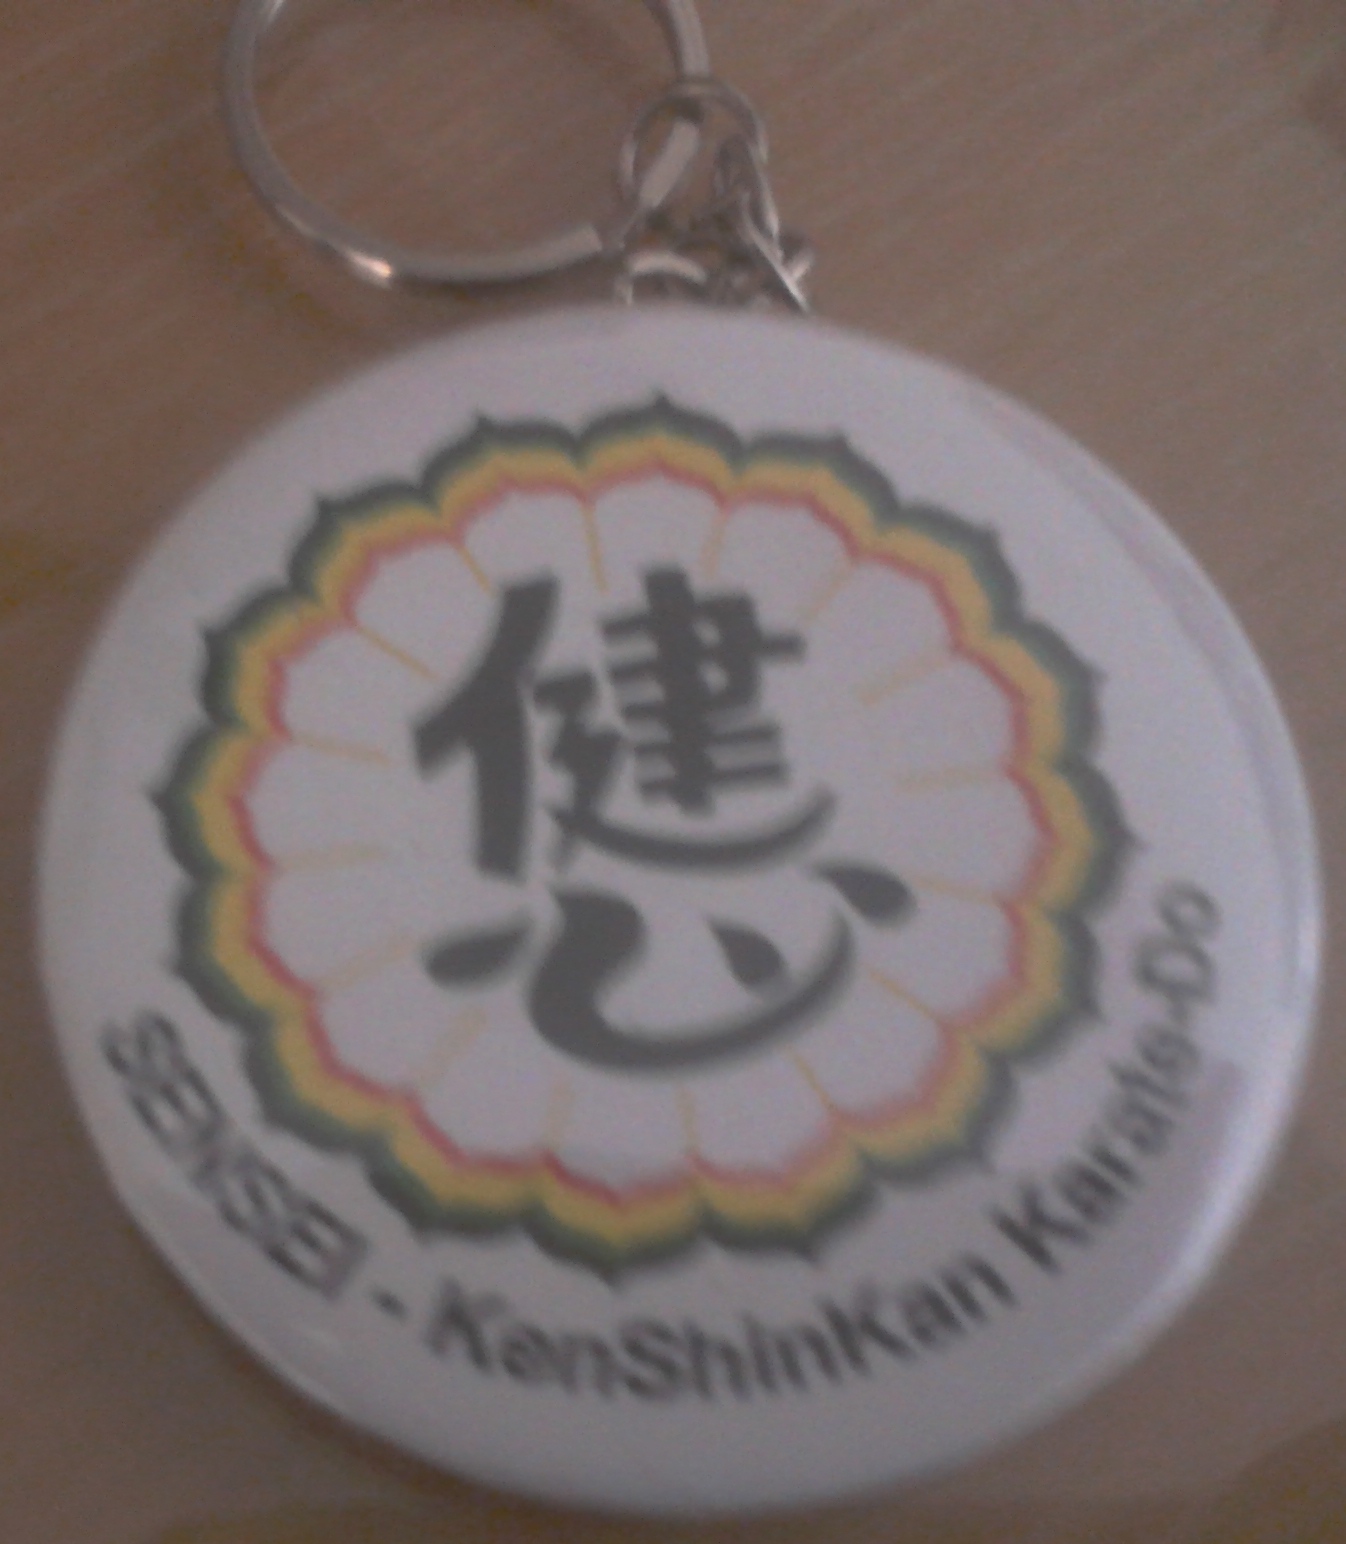 健
心
SENSEI - KenShinKan Karate-Do